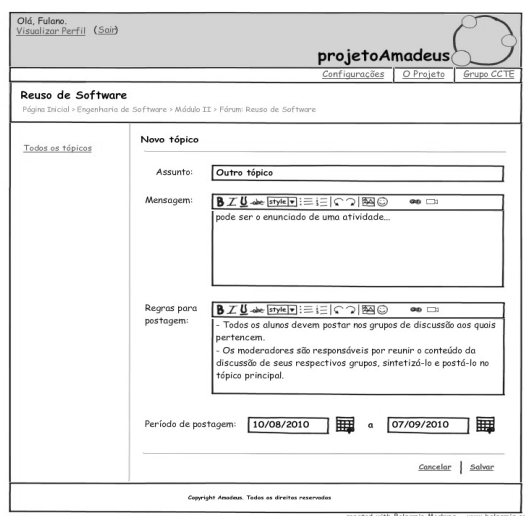 Olá, Fulano.
Visualizar Perfil (Sair)
projetoAmadeus
Configurações O Projeto Grupo CCTE
Reuso de Software
Página Inicial > Engenharia de Software > Módulo II > Fórum: Reuso de Software
Todos os tópicos
Novo tópico
Assunto: Outro tópico
Mensagem:
B I U abc style
pode ser o enunciado de uma atividade...
Regras para
postagem:
B I U abc style
- Todos os alunos devem postar nos grupos de discussão aos quais
pertencem.
- Os moderadores são responsáveis por reunir o conteúdo da
discussão de seus respectivos grupos, sintetizá-lo e postá-lo no
tópico principal.
Período de postagem: 10/08/2010 a 07/09/2010
Cancelar Salvar
Copyright Amadeus. Todos os direitos reservados